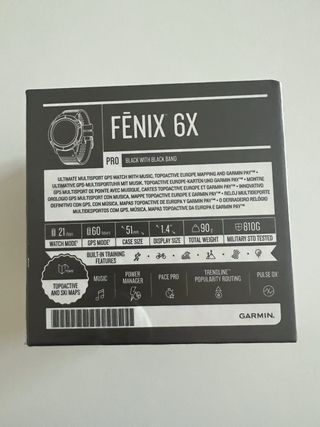 FĒNIX 6X
PRO BLACK WITH BLACK BAND
ULTIMATE MULTISPORT GPS WATCH WITH MUSIC, TOPOACTIVE EUROPE MAPPING AND GARMIN PAY™ •
ULTIMATIVE GPS-MULTISPORTUHR MIT MUSIK, TOPOACTIVE EUROPE-KARTEN UND GARMIN PAY™ • MONTRE
GPS MULTISPORT DE POINTE AVEC MUSIQUE, CARTES TOPOACTIVE EUROPE ET GARMIN PAY™ • INNOVATIVO
OROLOGIO GPS MULTISPORT CON MUSICA, MAPPE TOPOACTIVE EUROPA E GARMIN PAY™ • RELOJ MULTIDEPORTE
DEFINITIVO CON GPS, CON MÚSICA, MAPAS TOPOACTIVE DE EUROPA Y GARMIN PAY™ • O DERRADEIRO RELÓGIO
MULTIDESPORTOS COM GPS, MÚSICA, MAPAS TOPOACTIVE DA EUROPA E GARMIN PAY™
21 Days 60 Hours 51 mm 1.4" 90 g 810G
WATCH MODE GPS MODE CASE SIZE DISPLAY SIZE TOTAL WEIGHT MILITARY STD TESTED
BUILT-IN TRAINING
FEATURES
TOPOACTIVE
AND SKI MAPS
MUSIC
POWER
MANAGER
PACE PRO
TRENDLINE™
POPULARITY ROUTING
PULSE OX
GARMIN